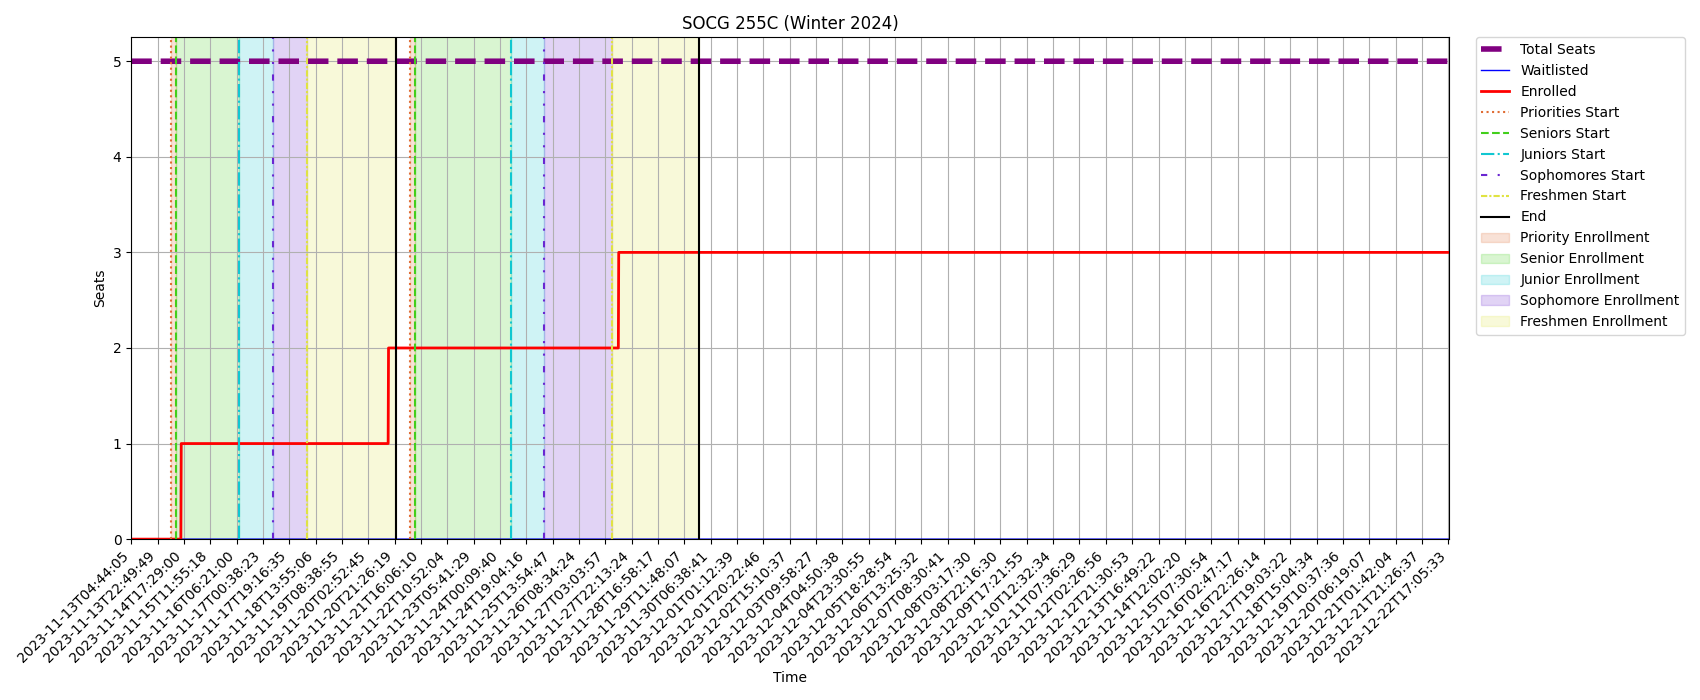 SOCG 255C (Winter 2024)
Seats
5
4
3
2
1
0
2023-11-13T04:44:05
2023-11-13T22:49:49
2023-11-14T17:29:00
2023-11-15T11:55:18
2023-11-16T06:21:00
2023-11-17T00:38:23
2023-11-17T19:16:35
2023-11-18T13:55:06
2023-11-19T08:38:55
2023-11-20T02:52:45
2023-11-20T21:26:19
2023-11-21T16:06:10
2023-11-22T10:52:04
2023-11-23T05:41:29
2023-11-24T00:09:40
2023-11-24T19:04:16
2023-11-25T13:54:47
2023-11-26T08:34:24
2023-11-27T03:03:57
2023-11-27T22:13:24
2023-11-28T16:58:17
2023-11-29T11:48:07
2023-11-30T06:38:41
2023-12-01T01:12:39
2023-12-01T20:22:46
2023-12-02T15:10:37
2023-12-03T09:58:27
2023-12-04T04:50:38
2023-12-04T23:30:55
2023-12-05T18:28:54
2023-12-06T13:25:32
2023-12-07T08:30:41
2023-12-08T03:17:30
2023-12-08T22:16:30
2023-12-09T17:21:55
2023-12-10T12:32:34
2023-12-11T07:36:29
2023-12-12T02:26:56
2023-12-12T21:30:53
2023-12-13T16:49:22
2023-12-14T12:02:20
2023-12-15T07:30:54
2023-12-16T02:47:17
2023-12-16T22:26:14
2023-12-17T19:03:22
2023-12-18T15:04:34
2023-12-19T10:37:36
2023-12-20T06:19:07
2023-12-21T01:42:04
2023-12-21T21:26:37
2023-12-22T17:05:33
Time
Total Seats
Waitlisted
Enrolled
Priorities Start
Seniors Start
Juniors Start
Sophomores Start
Freshmen Start
End
Priority Enrollment
Senior Enrollment
Junior Enrollment
Sophomore Enrollment
Freshmen Enrollment